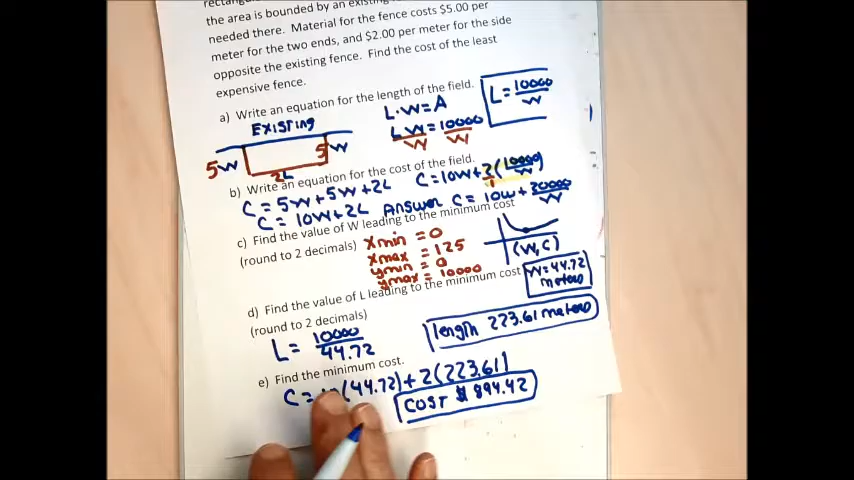 the area is bounded by an existing
needed there. Material for the fence costs $5.00 per
meter for the two ends, and $2.00 per meter for the side
opposite the existing fence. Find the cost of the least
expensive fence.
a) Write an equation for the length of the field.
L = 10000/W
L·W=A
LW/W = 10000/W
EXISTING
5W 5W
2L
b) Write an equation for the cost of the field.
C = 5W + 5W + 2L
C = 10W + 2L
C = 10W + 2/1 (10000/W)
Answer C = 10W + 20000/W
c) Find the value of W leading to the minimum cost
(round to 2 decimals)
xmin = 0
xmax = 125
ymin = 0
ymax = 10000
(W, C)
W = 44.72
meters
d) Find the value of L leading to the minimum cost
(round to 2 decimals)
L = 10000/44.72
length 223.61 meters
e) Find the minimum cost.
C = (44.72) + 2(223.61)
COST $894.42